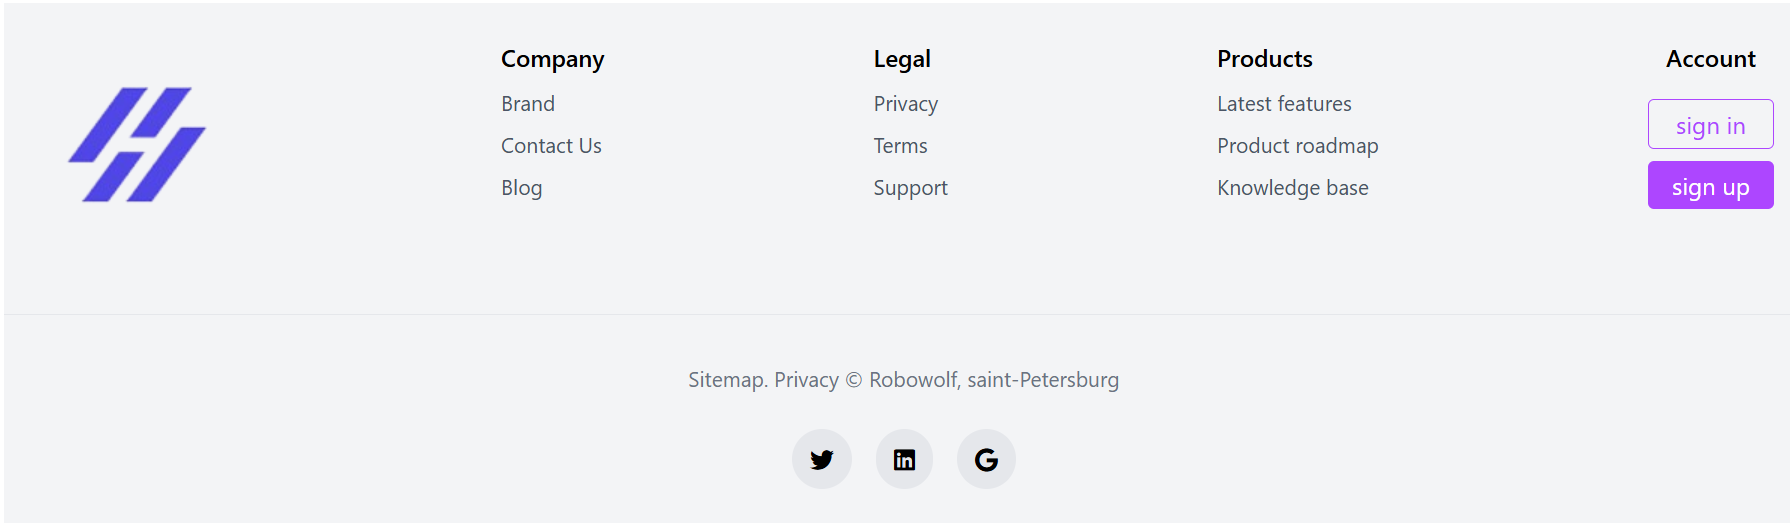 Company
Brand
Contact Us
Blog
Legal
Privacy
Terms
Support
Products
Latest features
Product roadmap
Knowledge base
Account
sign in
sign up
Sitemap. Privacy © Robowolf, saint-Petersburg